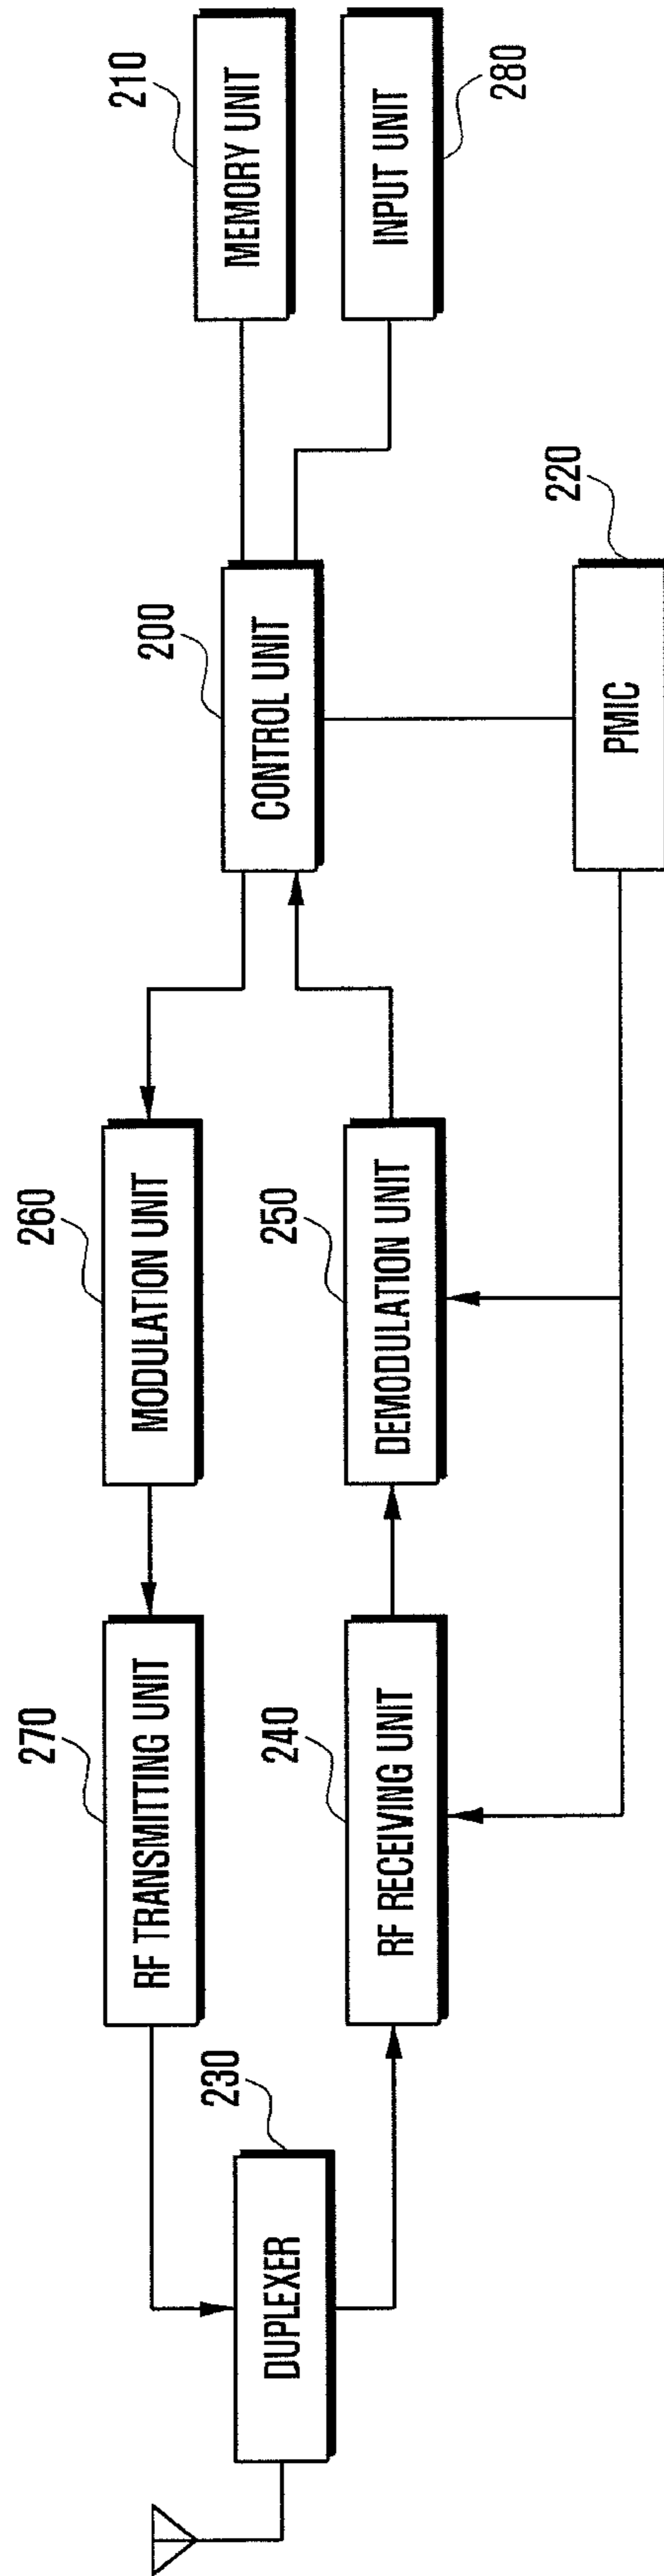 270
RF TRANSMITTING UNIT
260
MODULATION UNIT
210
MEMORY UNIT
230
DUPLEXER
200
CONTROL UNIT
240
RF RECEIVING UNIT
250
DEMODULATION UNIT
INPUT UNIT
280
220
PMIC